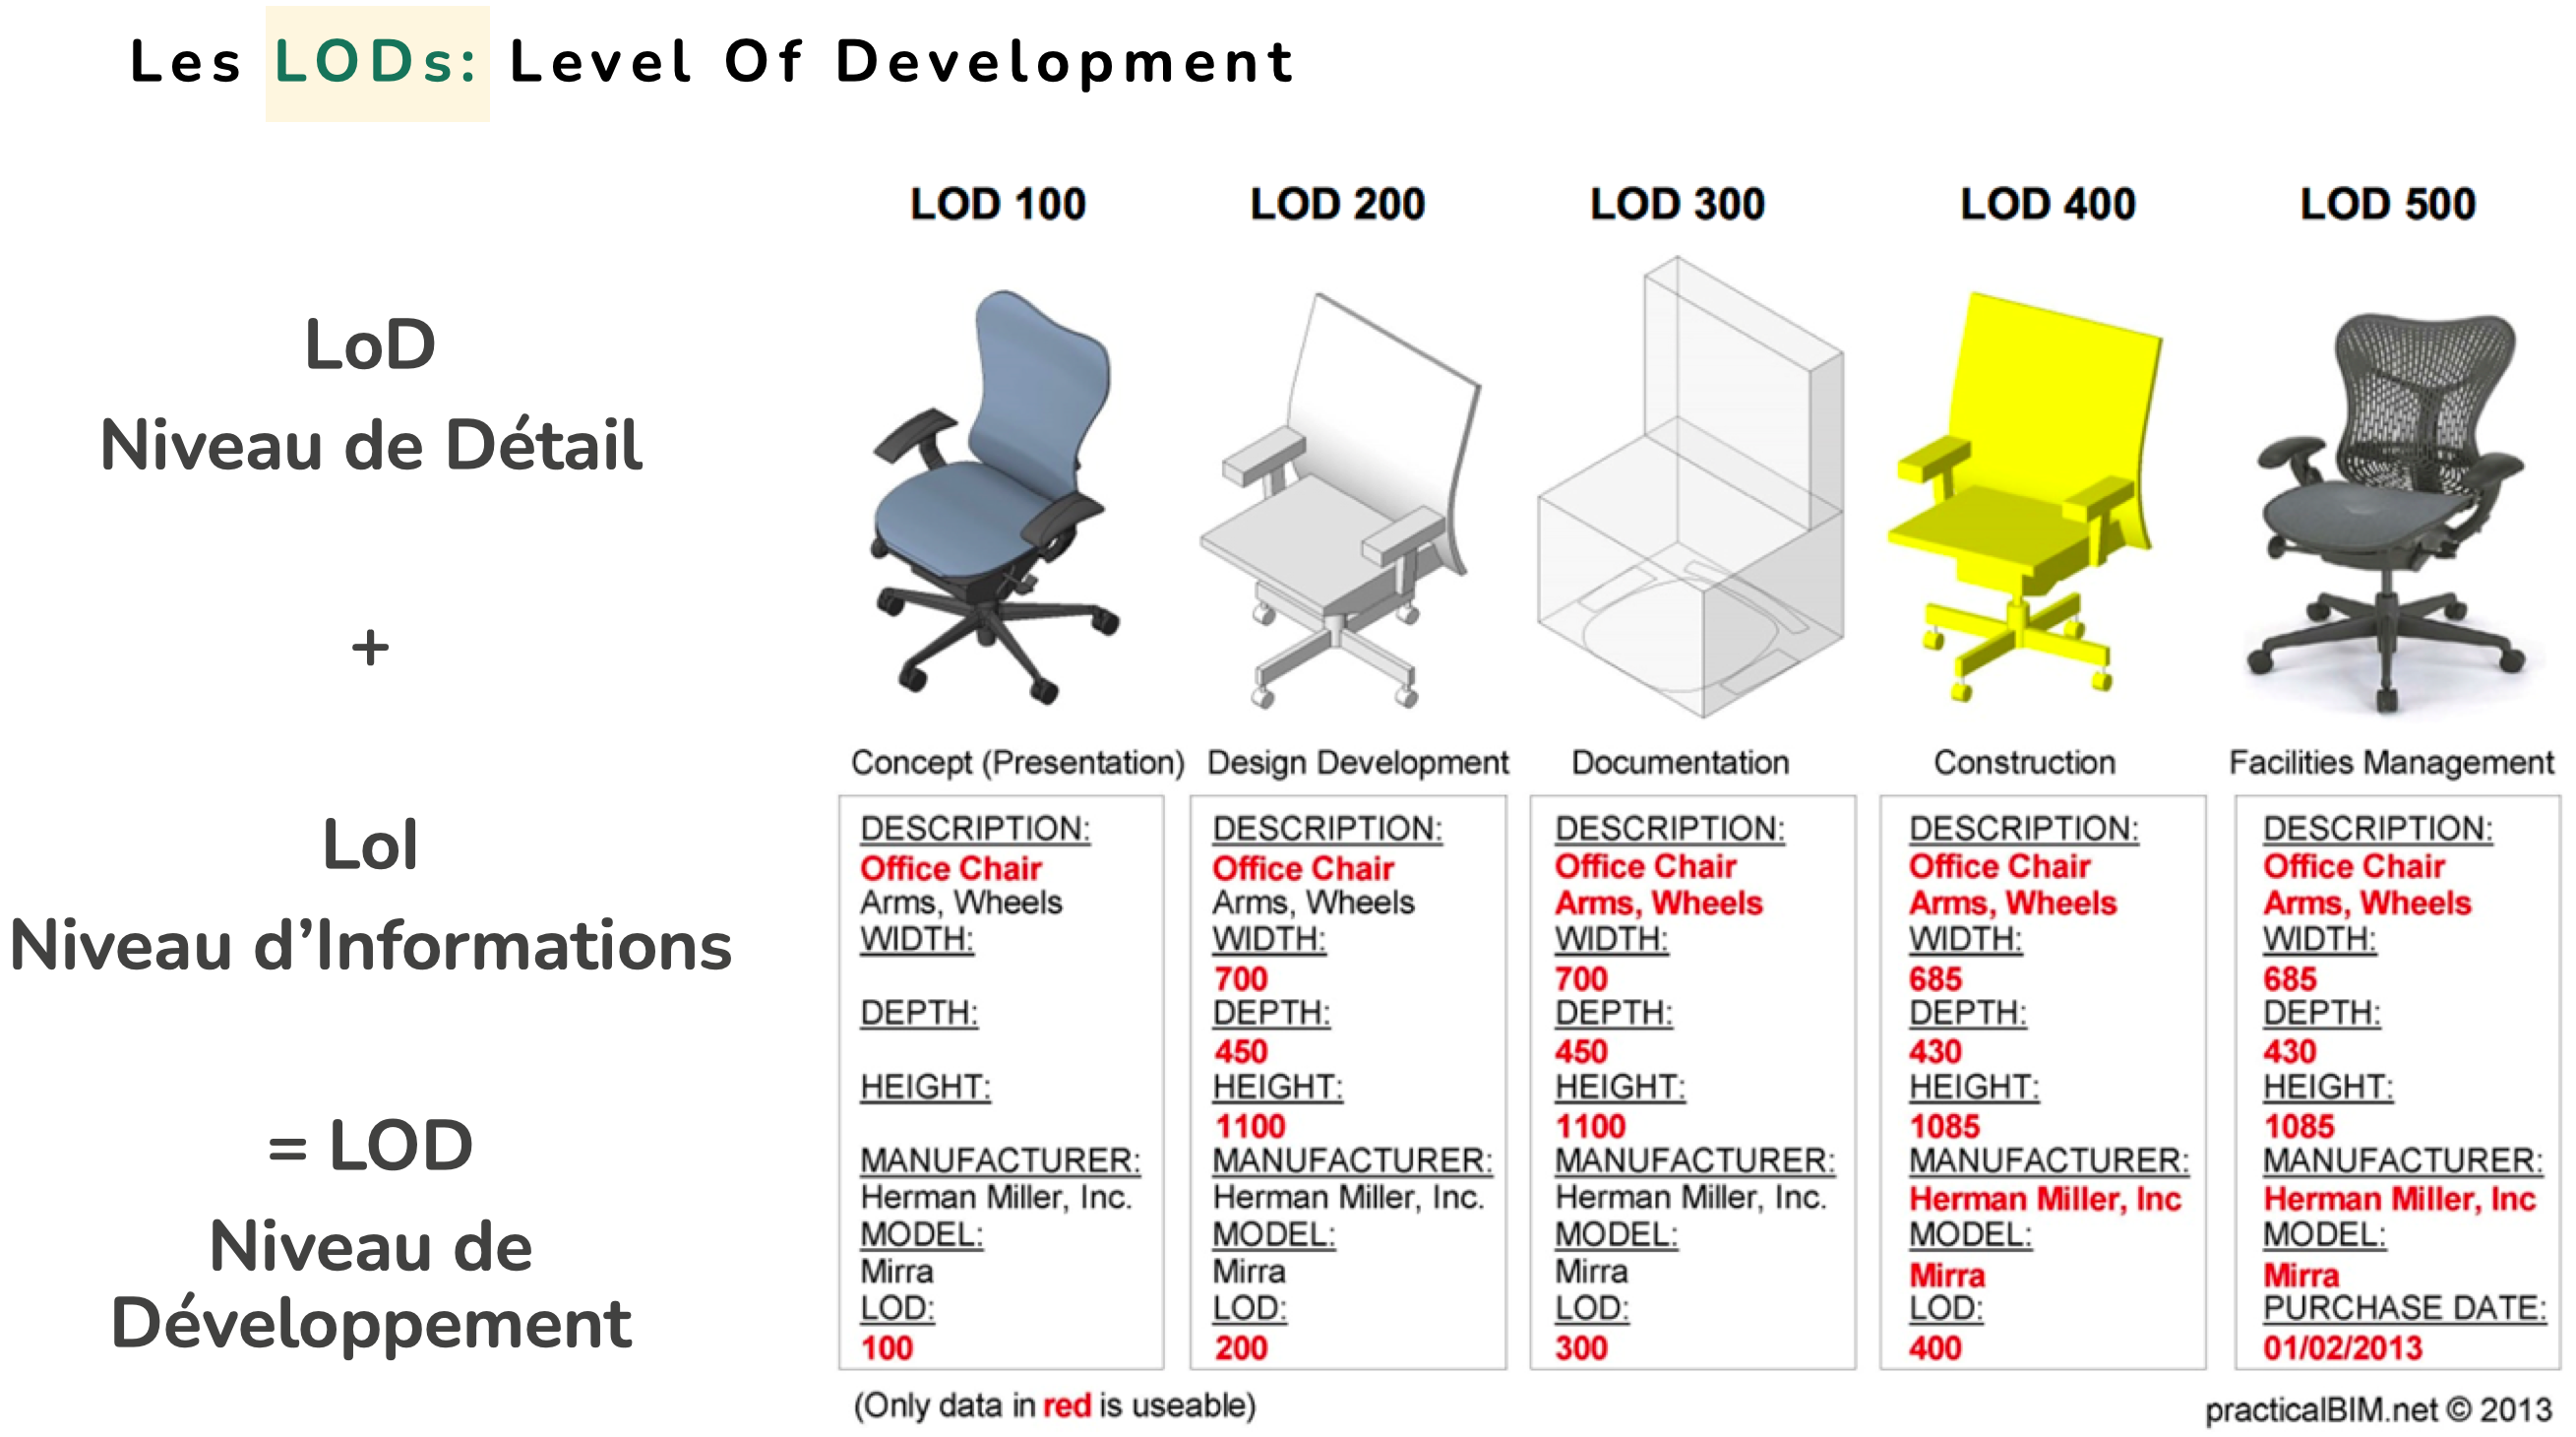 Les LODs: Level Of Development
LoD
Niveau de Détail
+
LoI
Niveau d’Informations
= LOD
Niveau de
Développement
LOD 100
Concept (Presentation)
DESCRIPTION:
Office Chair
Arms, Wheels
WIDTH:
DEPTH:
HEIGHT:
MANUFACTURER:
Herman Miller, Inc.
MODEL:
Mirra
LOD:
100
LOD 200
Design Development
DESCRIPTION:
Office Chair
Arms, Wheels
WIDTH:
700
DEPTH:
450
HEIGHT:
1100
MANUFACTURER:
Herman Miller, Inc.
MODEL:
Mirra
LOD:
200
LOD 300
Documentation
DESCRIPTION:
Office Chair
Arms, Wheels
WIDTH:
700
DEPTH:
450
HEIGHT:
1100
MANUFACTURER:
Herman Miller, Inc.
MODEL:
Mirra
LOD:
300
LOD 400
Construction
DESCRIPTION:
Office Chair
Arms, Wheels
WIDTH:
685
DEPTH:
430
HEIGHT:
1085
MANUFACTURER:
Herman Miller, Inc
MODEL:
Mirra
LOD:
400
LOD 500
Facilities Management
DESCRIPTION:
Office Chair
Arms, Wheels
WIDTH:
685
DEPTH:
430
HEIGHT:
1085
MANUFACTURER:
Herman Miller, Inc
MODEL:
Mirra
PURCHASE DATE:
01/02/2013
(Only data in red is useable)
practicalBIM.net © 2013